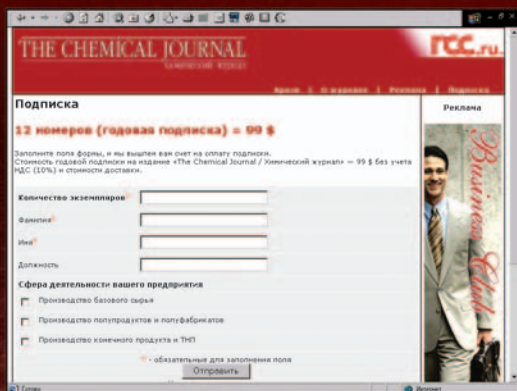 THE CHEMICAL JOURNAL
ХИМИЧЕСКИЙ ЖУРНАЛ
rcc.ru
Архив | О журнале | Реклама | Подписка
Подписка
Реклама
12 номеров (годовая подписка) = 99 $
Заполните поля формы, и мы вышлем вам счет на оплату подписки.
Стоимость годовой подписки на издание «The Chemical Journal / Химический журнал» — 99 $ без учета
НДС (10%) и стоимости доставки.
Количество экземпляров*
Фамилия*
Имя*
Должность
Сфера деятельности вашего предприятия
Производство базового сырья
Производство полупродуктов и полуфабрикатов
Производство конечного продукта и ТНП
* - обязательные для заполнения поля
Отправить
Business Club
Готово
Интернет